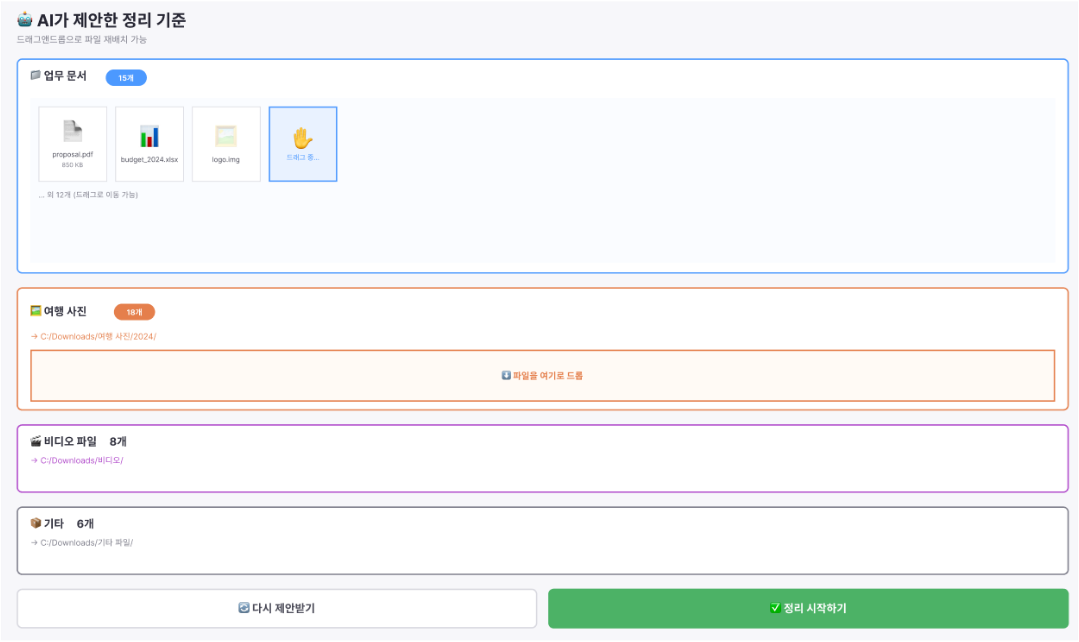 🤖 AI가 제안한 정리 기준
드래그앤드롭으로 파일 재배치 가능
업무 문서 15개
proposal.pdf
850 KB
budget_2024.xlsx
logo.img
드래그 중...
... 외 12개 (드래그로 이동 가능)
🖼️ 여행 사진 18개
→ C:/Downloads/여행 사진/2024/
⬇️ 파일을 여기로 드롭
🎬 비디오 파일 8개
→ C:/Downloads/비디오/
📦 기타 6개
→ C:/Downloads/기타 파일/
🔄 다시 제안받기
✅ 정리 시작하기